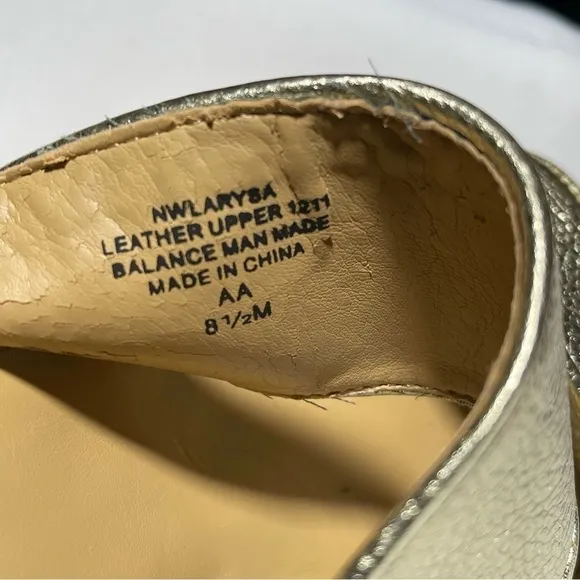 NWLARYSA
LEATHER UPPER 1211
BALANCE MAN MADE
MADE IN CHINA
AA
8 1/2M